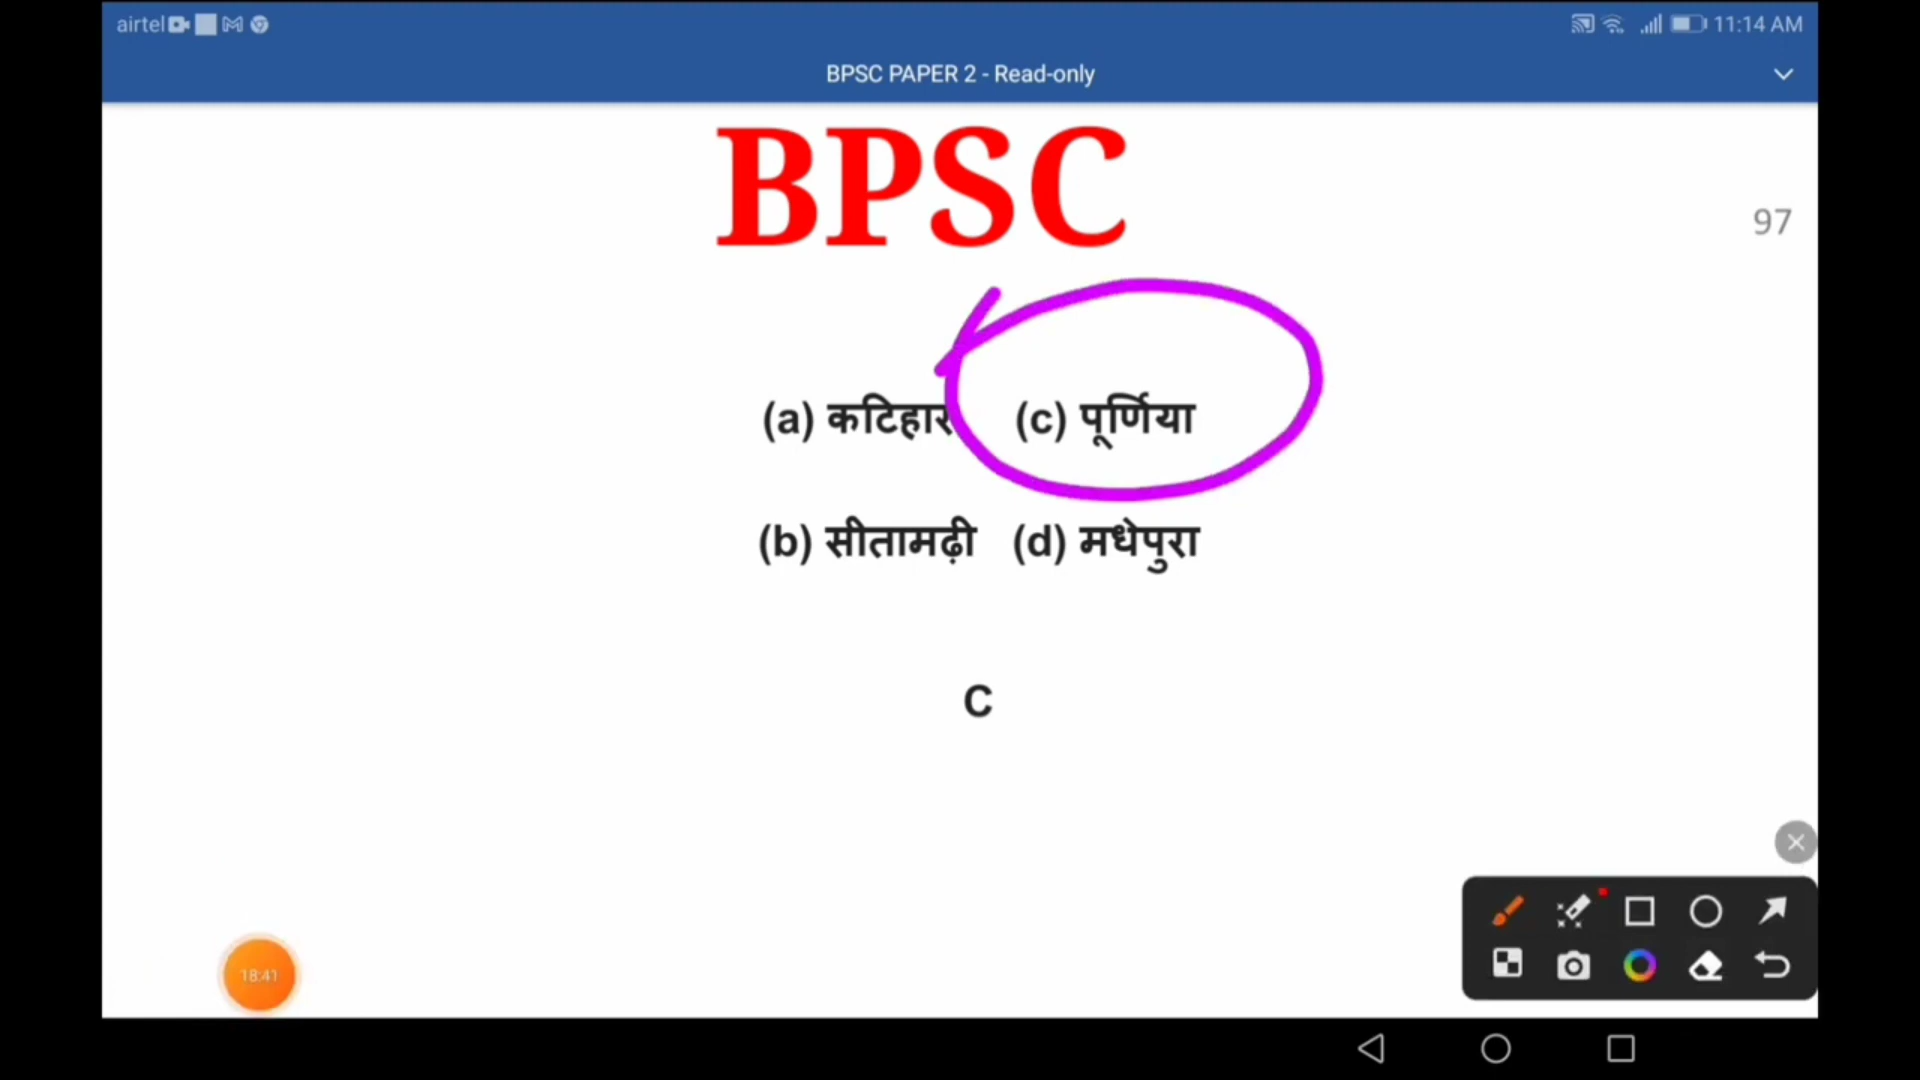 airtel
11:14 AM
BPSC PAPER 2 - Read-only
BPSC
97
(a) कटिहार (c) पूर्णिया
(b) सीतामढ़ी (d) मधेपुरा
C
18:41